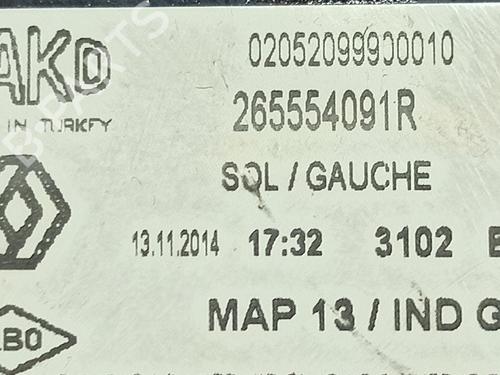 AKO
IN TURKEY
02052099900010
265554091R
SOL / GAUCHE
13.11.2014 17:32 3102 E
MAP 13 / IND G